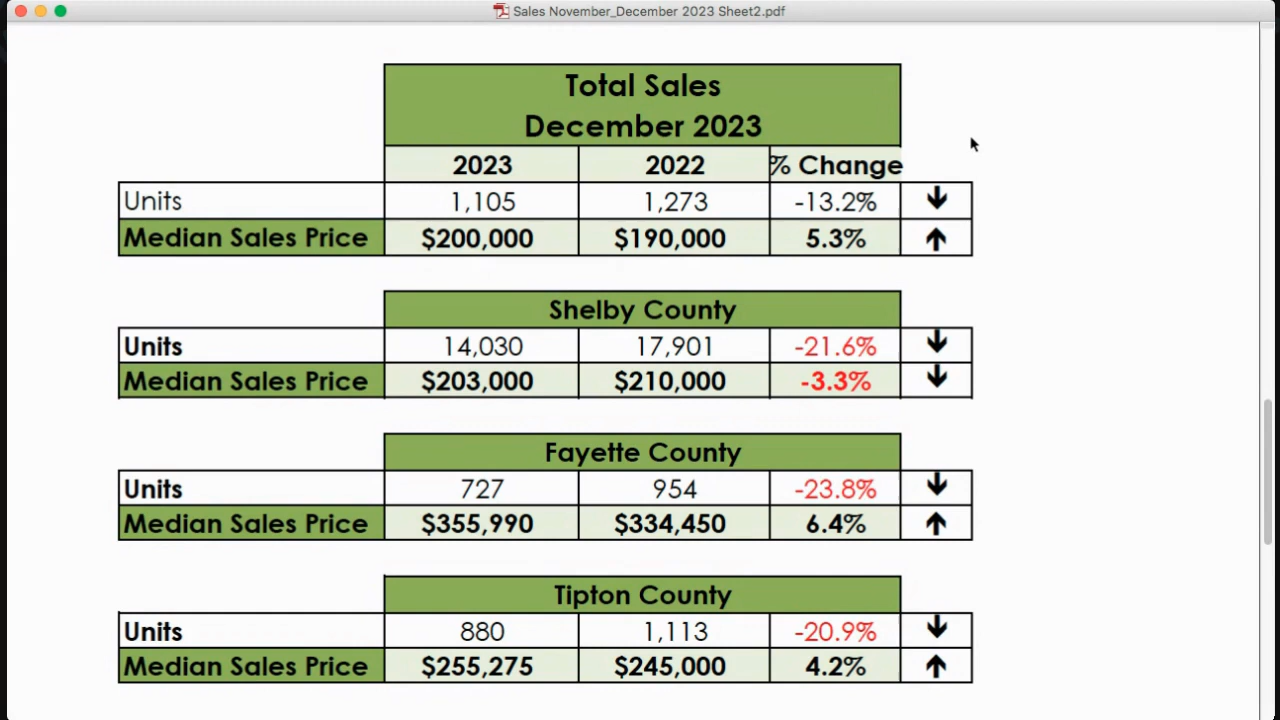 Sales November_December 2023 Sheet2.pdf
Total Sales
December 2023
2023 2022 % Change
Units 1,105 1,273 -13.2% ↓
Median Sales Price $200,000 $190,000 5.3% ↑
Shelby County
Units 14,030 17,901 -21.6% ↓
Median Sales Price $203,000 $210,000 -3.3% ↓
Fayette County
Units 727 954 -23.8% ↓
Median Sales Price $355,990 $334,450 6.4% ↑
Tipton County
Units 880 1,113 -20.9% ↓
Median Sales Price $255,275 $245,000 4.2% ↑